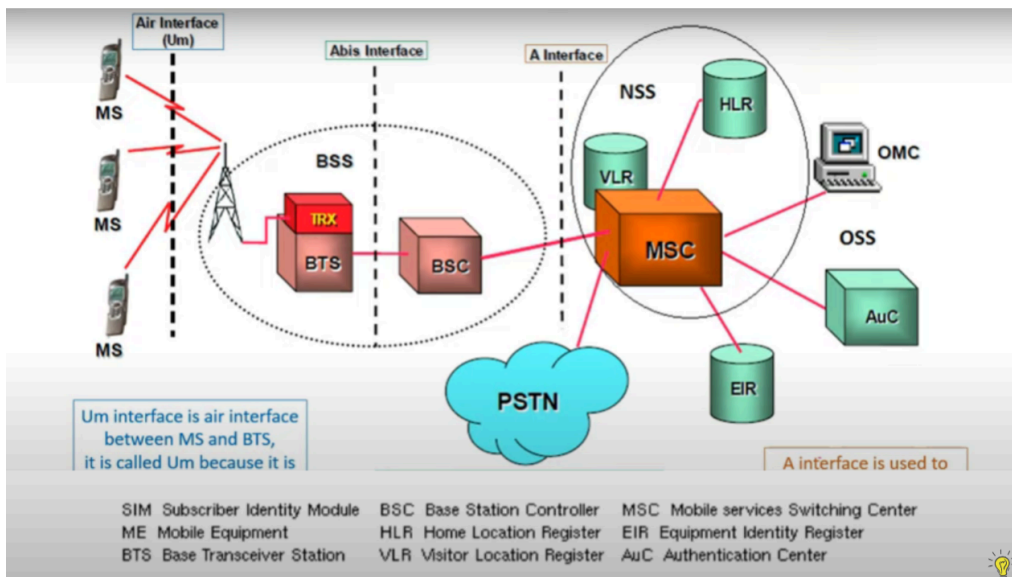 Air Interface
(Um)
Abis Interface
A Interface
MS
MS
MS
BSS
TRX
BTS
BSC
NSS
HLR
VLR
MSC
OMC
OSS
AuC
EIR
PSTN
Um interface is air interface
between MS and BTS,
it is called Um because it is
A interface is used to
SIM Subscriber Identity Module BSC Base Station Controller MSC Mobile services Switching Center
ME Mobile Equipment HLR Home Location Register EIR Equipment Identity Register
BTS Base Transceiver Station VLR Visitor Location Register AuC Authentication Center